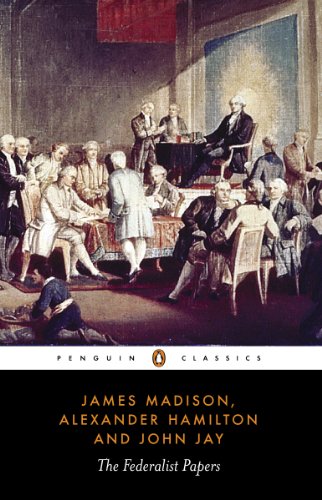 PENGUIN CLASSICS
JAMES MADISON,
ALEXANDER HAMILTON
AND JOHN JAY
The Federalist Papers